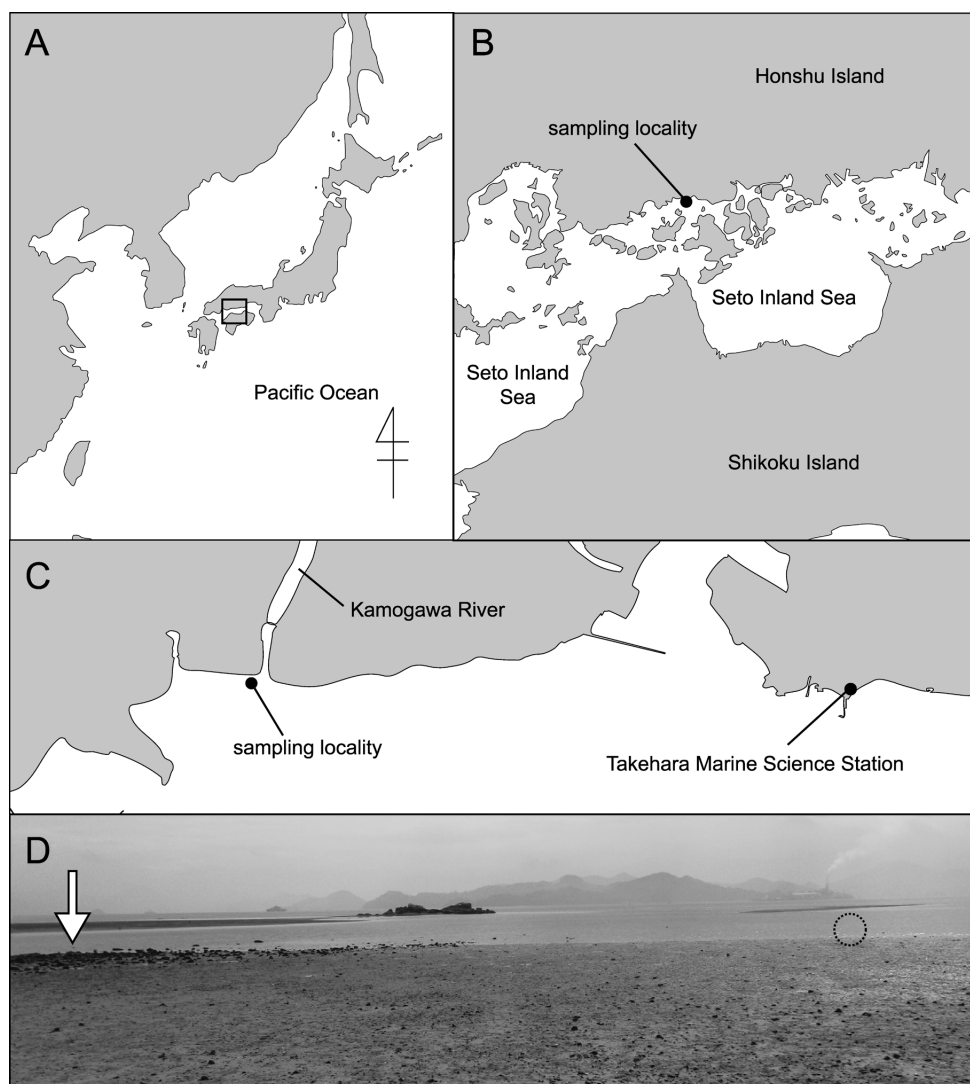 A
Pacific Ocean
B
Honshu Island
sampling locality
Seto Inland Sea
Seto Inland
Sea
Shikoku Island
C
Kamogawa River
sampling locality
Takehara Marine Science Station
D